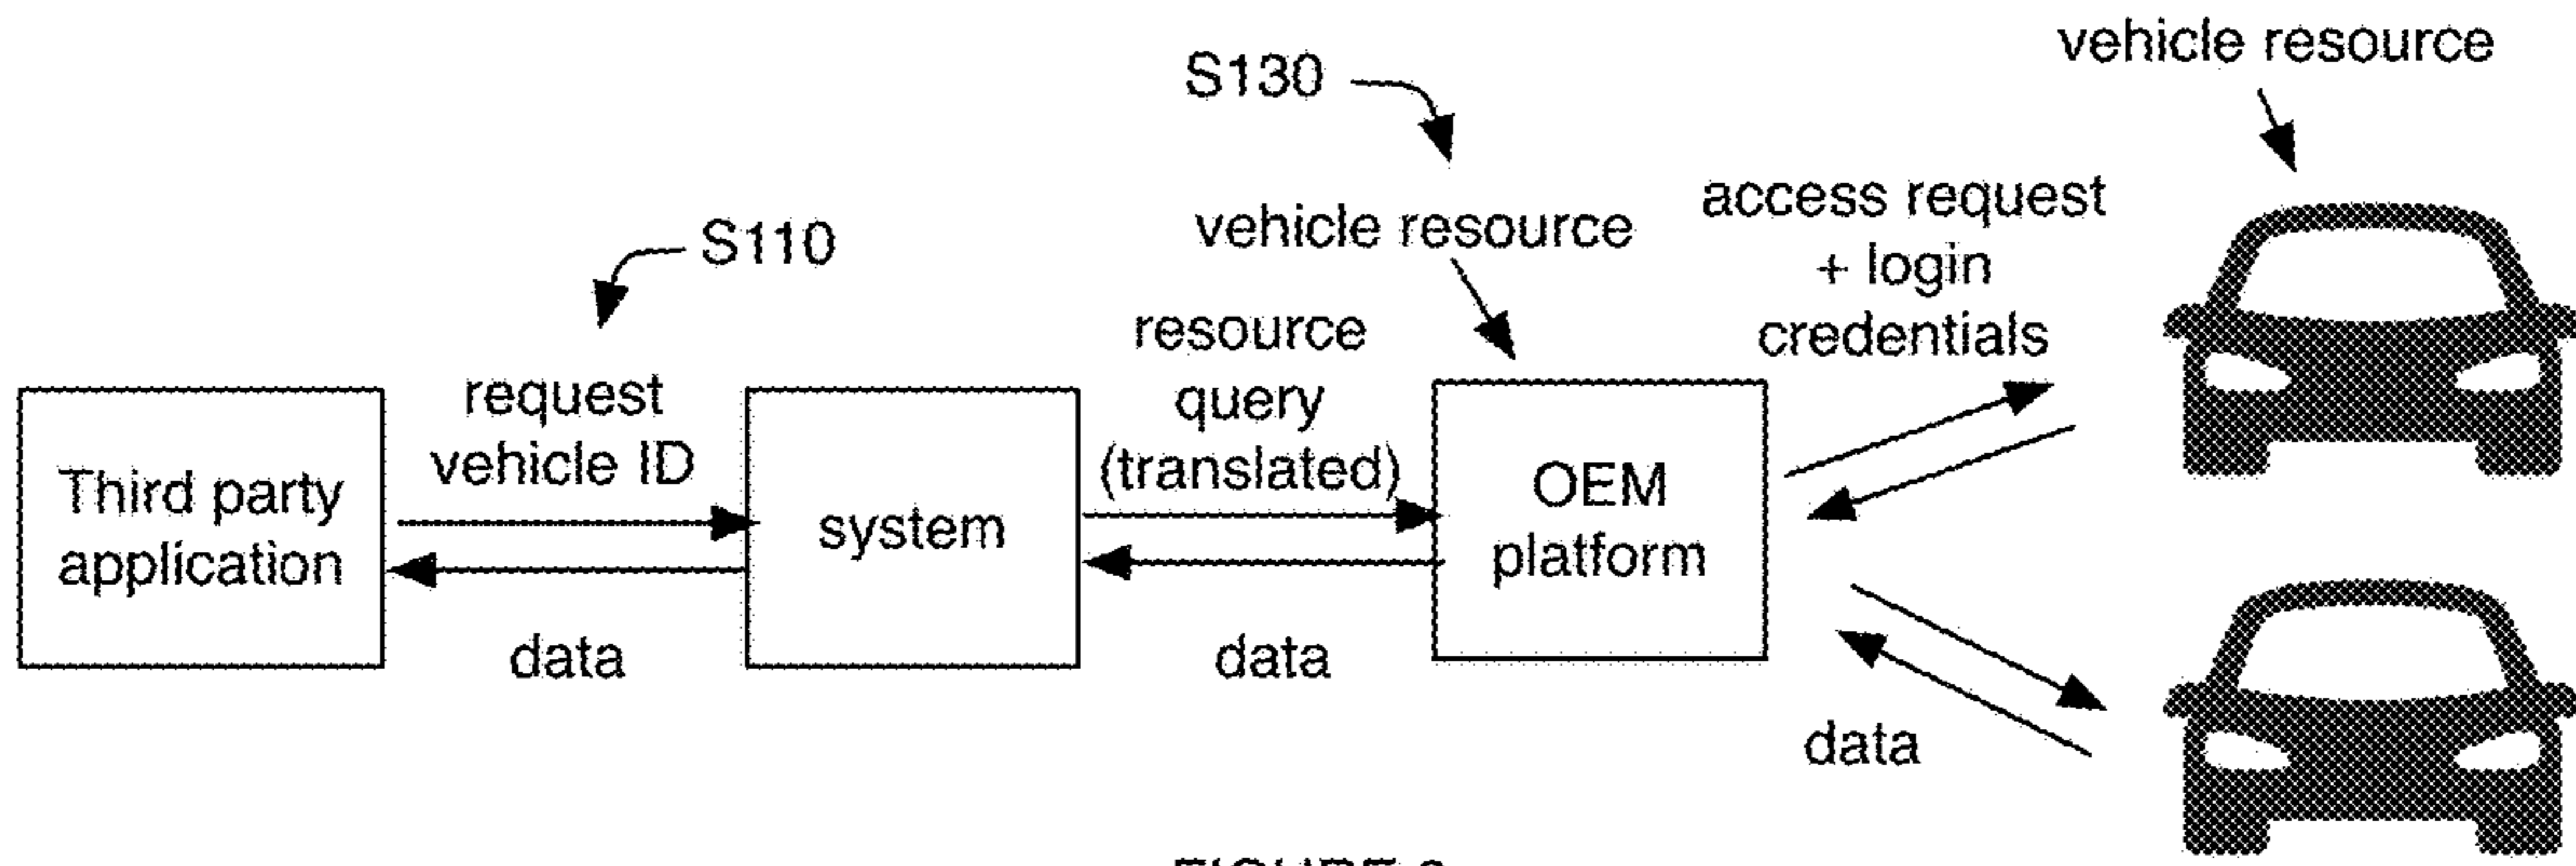 vehicle resource
S130
access request
+ login
credentials
vehicle resource
S110
resource
query
(translated)
request
vehicle ID
Third party
application
system
OEM
platform
data
data
data